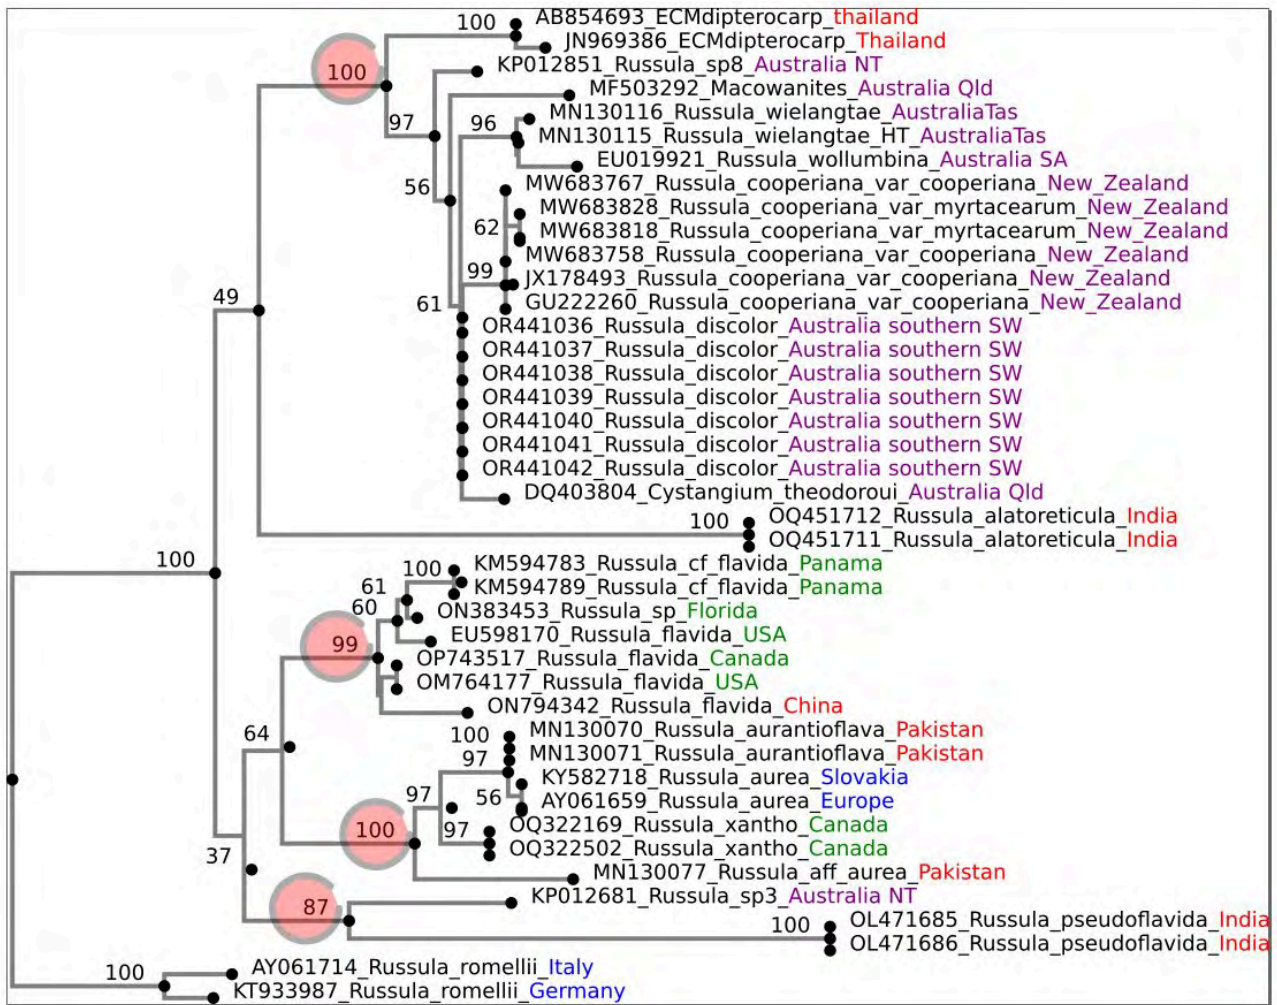 100
AB854693_ECMdipterocarp_thailand
JN969386_ECMdipterocarp_Thailand
100
KP012851_Russula_sp8_Australia NT
MF503292_Macowanites_Australia Qld
97
96
MN130116_Russula_wielangtae_AustraliaTas
MN130115_Russula_wielangtae_HT_AustraliaTas
EU019921_Russula_wollumbina_Australia SA
56
MW683767_Russula_cooperiana_var_cooperiana_New_Zealand
MW683828_Russula_cooperiana_var_myrtacearum_New_Zealand
62
MW683818_Russula_cooperiana_var_myrtacearum_New_Zealand
MW683758_Russula_cooperiana_var_cooperiana_New_Zealand
99
JX178493_Russula_cooperiana_var_cooperiana_New_Zealand
49
61
GU222260_Russula_cooperiana_var_cooperiana_New_Zealand
OR441036_Russula_discolor_Australia southern SW
OR441037_Russula_discolor_Australia southern SW
OR441038_Russula_discolor_Australia southern SW
OR441039_Russula_discolor_Australia southern SW
OR441040_Russula_discolor_Australia southern SW
OR441041_Russula_discolor_Australia southern SW
OR441042_Russula_discolor_Australia southern SW
DQ403804_Cystangium_theodoroui_Australia Qld
100
OQ451712_Russula_alatoreticula_India
OQ451711_Russula_alatoreticula_India
100
100
KM594783_Russula_cf_flavida_Panama
61
KM594789_Russula_cf_flavida_Panama
60
ON383453_Russula_sp_Florida
EU598170_Russula_flavida_USA
99
OP743517_Russula_flavida_Canada
OM764177_Russula_flavida_USA
ON794342_Russula_flavida_China
64
100
MN130070_Russula_aurantioflava_Pakistan
MN130071_Russula_aurantioflava_Pakistan
97
KY582718_Russula_aurea_Slovakia
97
56
AY061659_Russula_aurea_Europe
100
97
OQ322169_Russula_xantho_Canada
OQ322502_Russula_xantho_Canada
37
MN130077_Russula_aff_aurea_Pakistan
KP012681_Russula_sp3_Australia NT
87
100
OL471685_Russula_pseudoflavida_India
OL471686_Russula_pseudoflavida_India
100
AY061714_Russula_romellii_Italy
KT933987_Russula_romellii_Germany